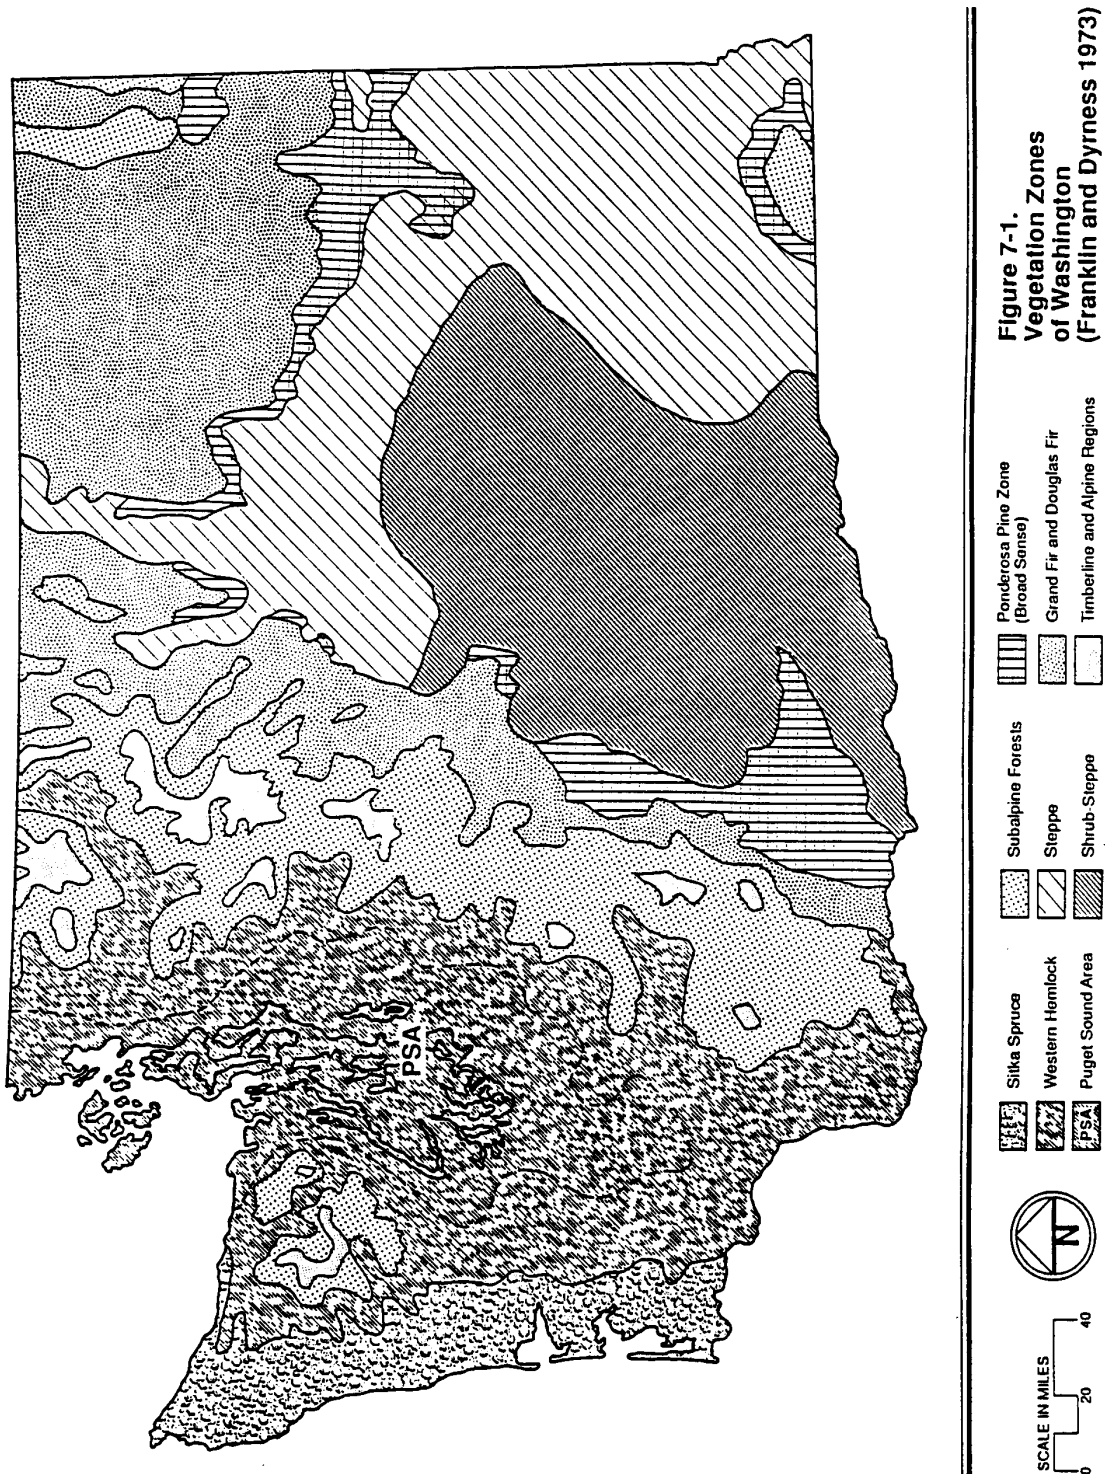 PSA
SCALE IN MILES
0 20 40
N
Sitka Spruce
Western Hemlock
PSA Puget Sound Area
Subalpine Forests
Steppe
Shrub-Steppe
Ponderosa Pine Zone
(Broad Sense)
Grand Fir and Douglas Fir
Timberline and Alpine Regions
Figure 7-1.
Vegetation Zones
of Washington
(Franklin and Dyrness 1973)